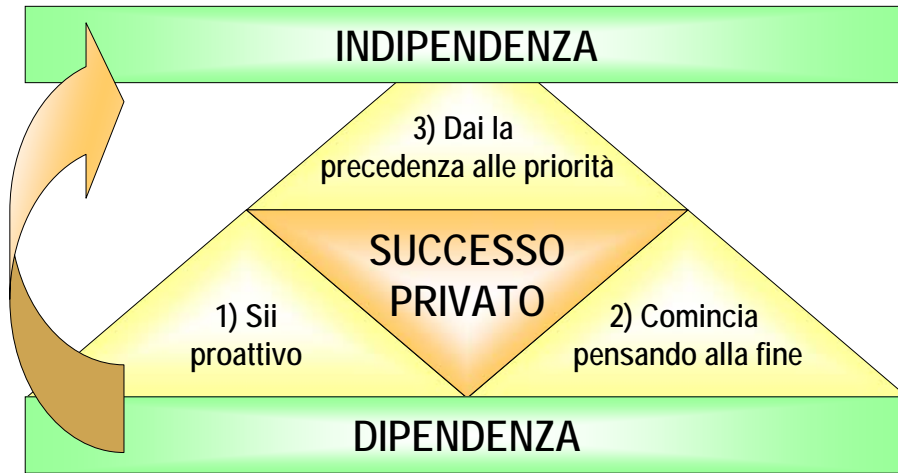 INDIPENDENZA
3) Dai la
precedenza alle priorità
SUCCESSO
PRIVATO
1) Sii
proattivo
2) Comincia
pensando alla fine
DIPENDENZA